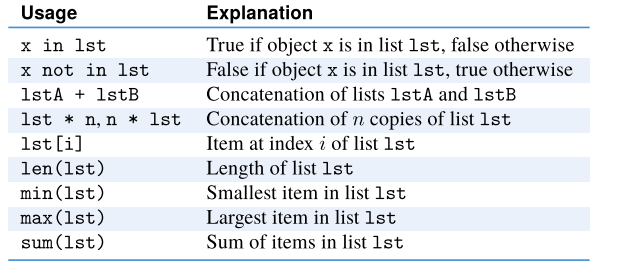 Usage Explanation
x in lst True if object x is in list lst, false otherwise
x not in lst False if object x is in list lst, true otherwise
lstA + lstB Concatenation of lists lstA and lstB
lst * n, n * lst Concatenation of n copies of list lst
lst[i] Item at index i of list lst
len(lst) Length of list lst
min(lst) Smallest item in list lst
max(lst) Largest item in list lst
sum(lst) Sum of items in list lst